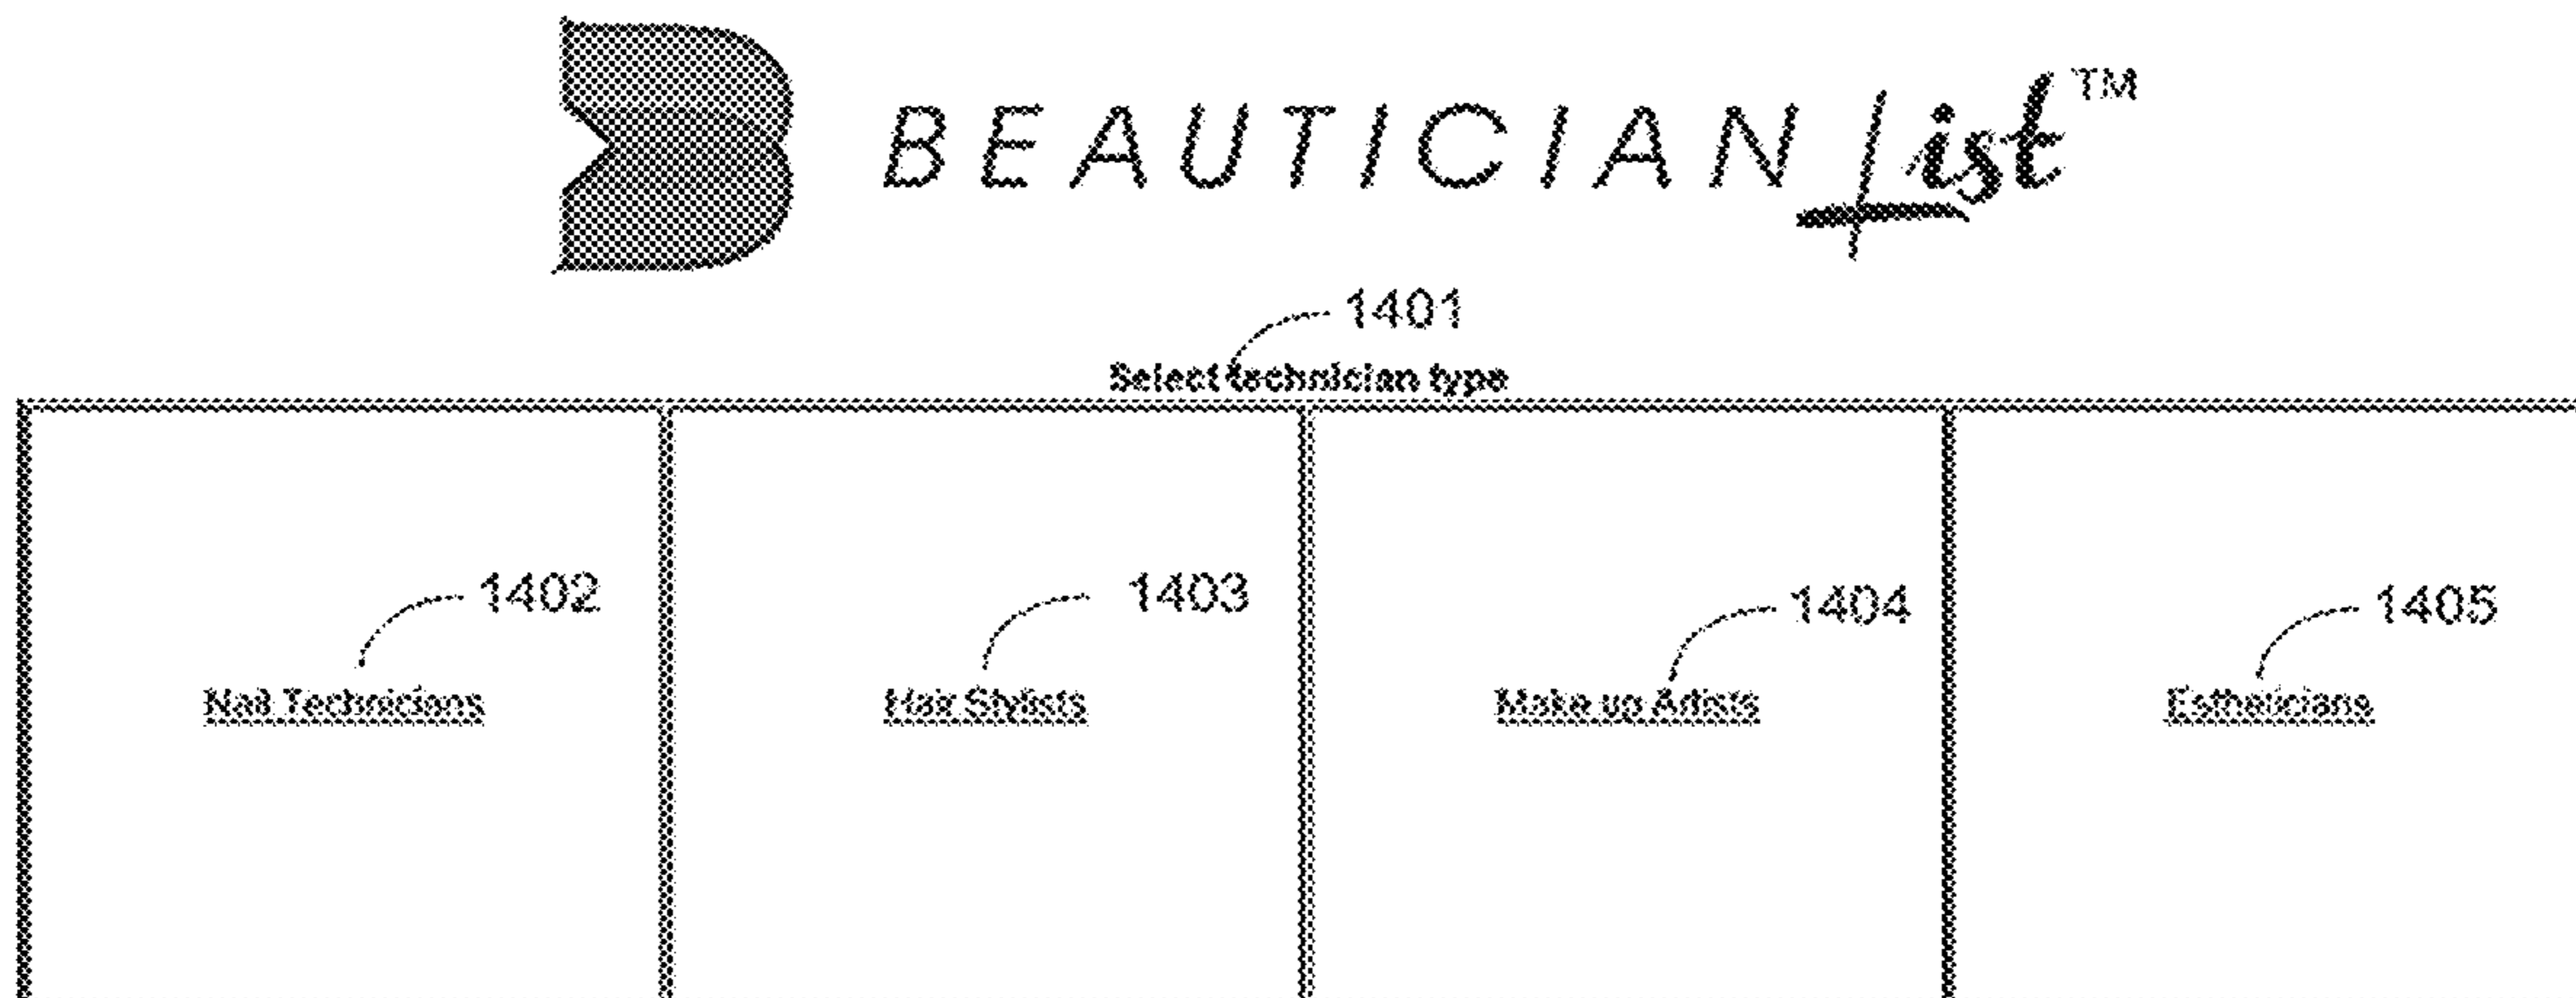 BEAUTICIAN List™
1401
Select technician type
1402 1403 1404 1405
Nail Technicians Hair Stylists Make up Artists Estheticians